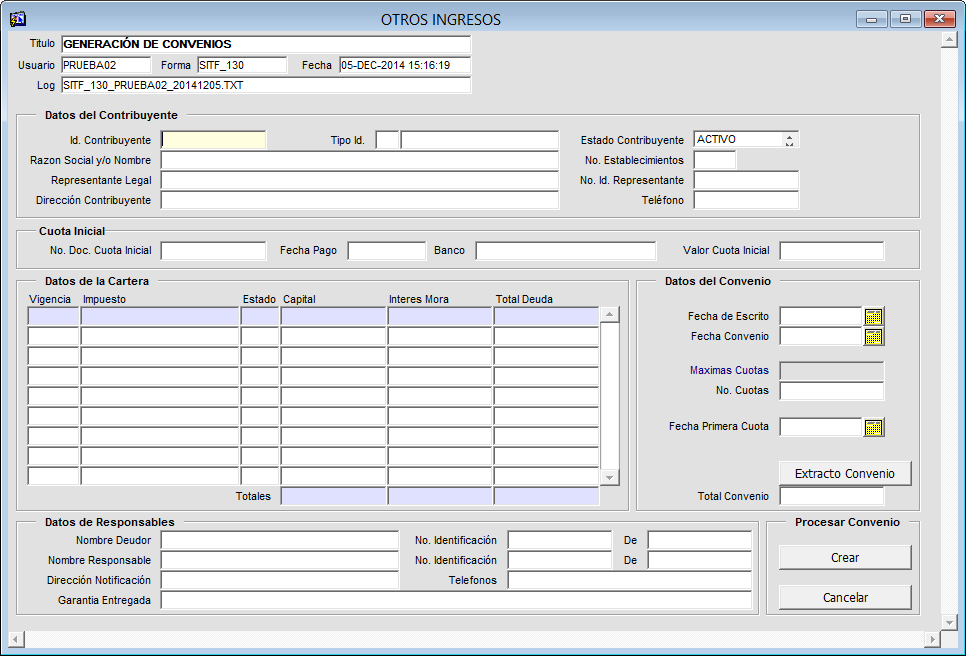 OTROS INGRESOS
Titulo GENERACIÓN DE CONVENIOS
Usuario PRUEBA02 Forma SITF_130 Fecha 05-DEC-2014 15:16:19
Log SITF_130_PRUEBA02_20141205.TXT
Datos del Contribuyente
Id. Contribuyente Tipo Id. Estado Contribuyente ACTIVO
Razon Social y/o Nombre No. Establecimientos
Representante Legal No. Id. Representante
Dirección Contribuyente Teléfono
Cuota Inicial
No. Doc. Cuota Inicial Fecha Pago Banco Valor Cuota Inicial
Datos de la Cartera
Vigencia Impuesto Estado Capital Interes Mora Total Deuda
Totales
Datos del Convenio
Fecha de Escrito
Fecha Convenio
Maximas Cuotas
No. Cuotas
Fecha Primera Cuota
Extracto Convenio
Total Convenio
Datos de Responsables
Nombre Deudor No. Identificación De
Nombre Responsable No. Identificación De
Dirección Notificación Telefonos
Garantia Entregada
Procesar Convenio
Crear
Cancelar